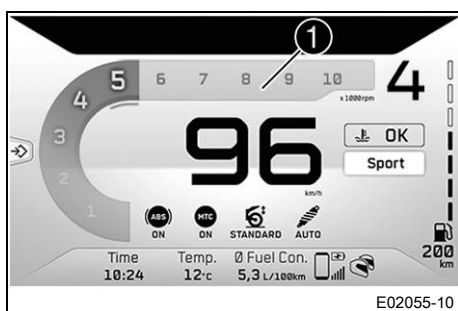 1
5 6 7 8 9 10
4
x1000rpm
4
3
2
1
96
km/h
OK
Sport
ABS
ON
MTC
ON
STANDARD
AUTO
200
km
Time
10:24
Temp.
12°C
Ø Fuel Con.
5,3 L/100km
E02055-10